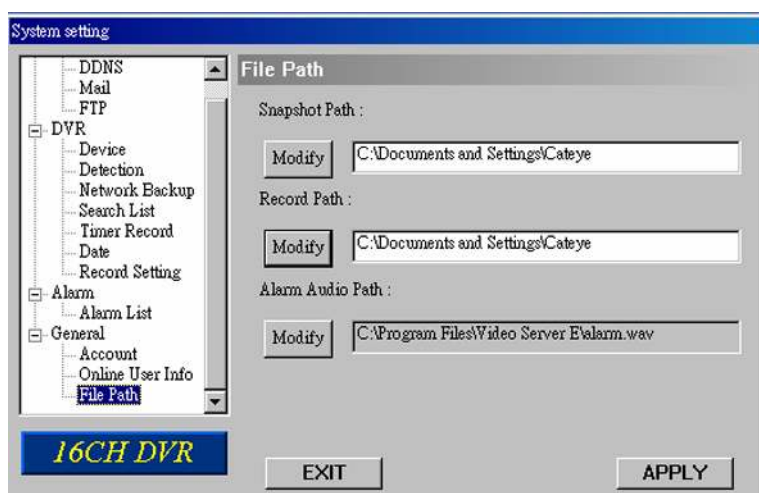 System setting
DDNS
Mail
FTP
DVR
Device
Detection
Network Backup
Search List
Timer Record
Date
Record Setting
Alarm
Alarm List
General
Account
Online User Info
File Path
16CH DVR
File Path
Snapshot Path :
Modify
C:\Documents and Settings\Cateye
Record Path :
Modify
C:\Documents and Settings\Cateye
Alarm Audio Path :
Modify
C:\Program Files\Video Server E\alarm.wav
EXIT
APPLY